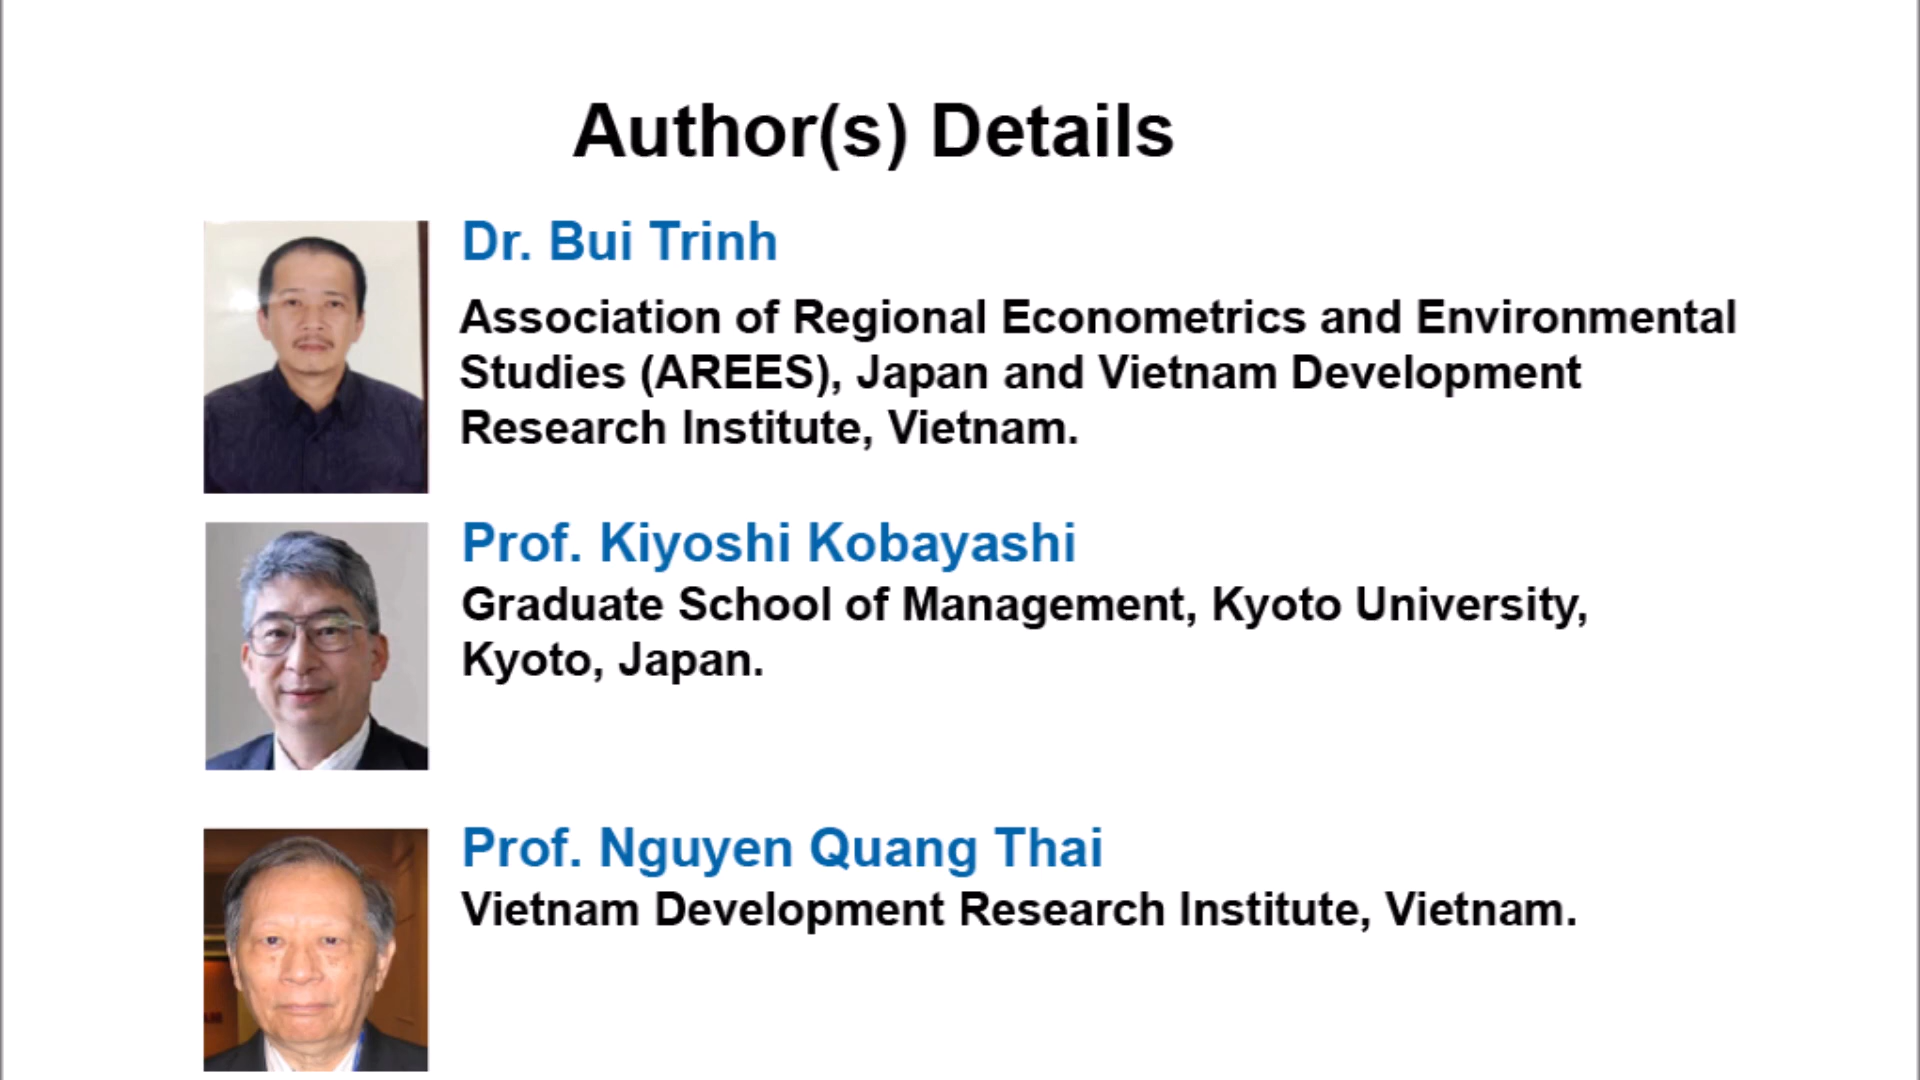 Author(s) Details
Dr. Bui Trinh
Association of Regional Econometrics and Environmental
Studies (AREES), Japan and Vietnam Development
Research Institute, Vietnam.
Prof. Kiyoshi Kobayashi
Graduate School of Management, Kyoto University,
Kyoto, Japan.
Prof. Nguyen Quang Thai
Vietnam Development Research Institute, Vietnam.